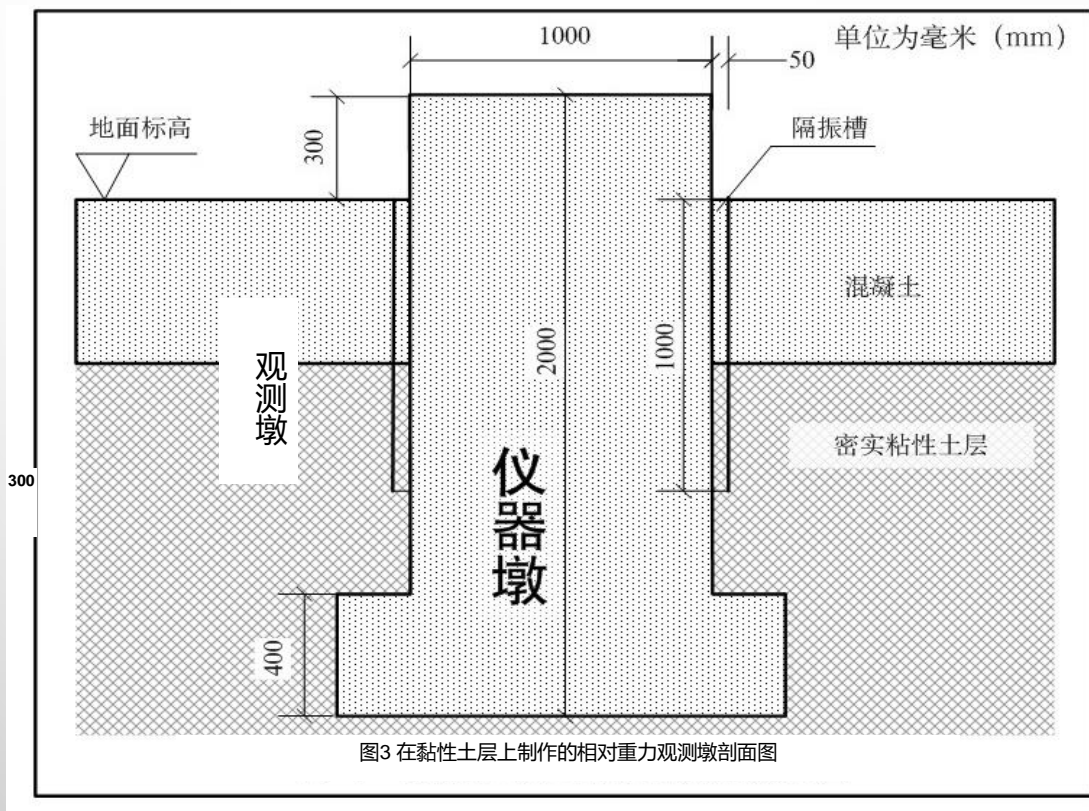 1000
单位为毫米（mm）
50
地面标高
300
隔振槽
混凝土
观测墩
2000
1000
密实粘性土层
仪器墩
300
400
图3 在黏性土层上制作的相对重力观测墩剖面图